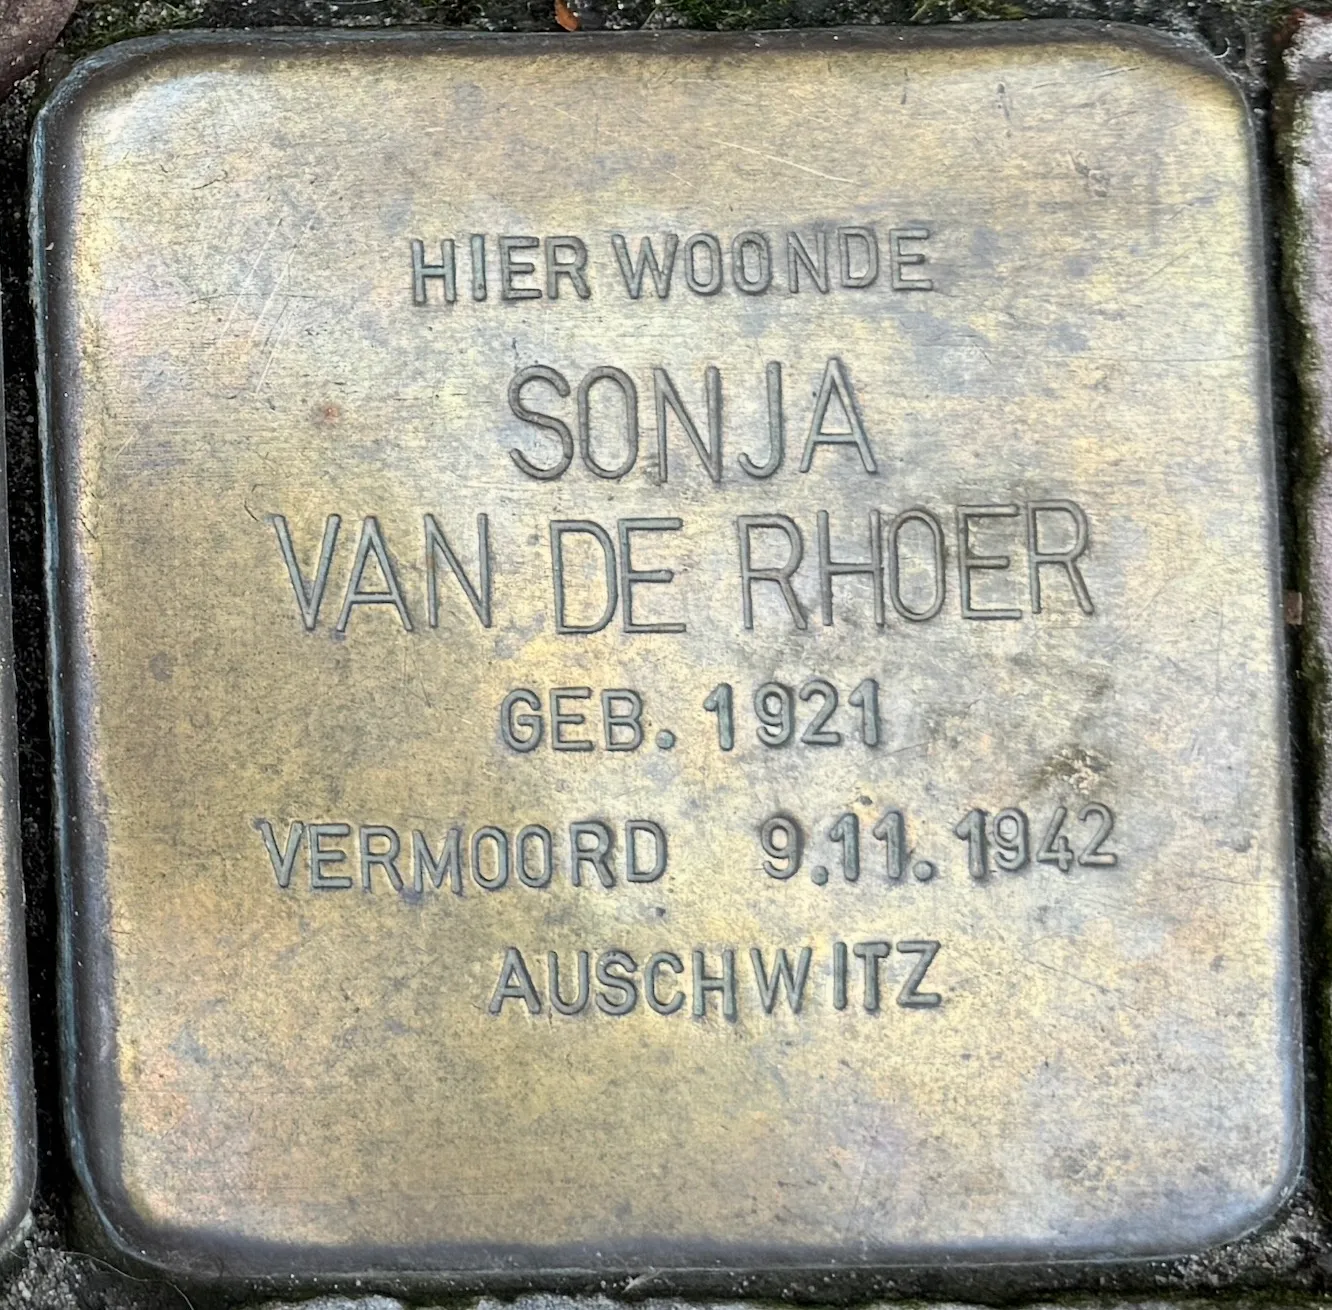 HIER WOONDE
SONJA
VAN DE RHOER
GEB. 1921
VERMOORD 9.11.1942
AUSCHWITZ